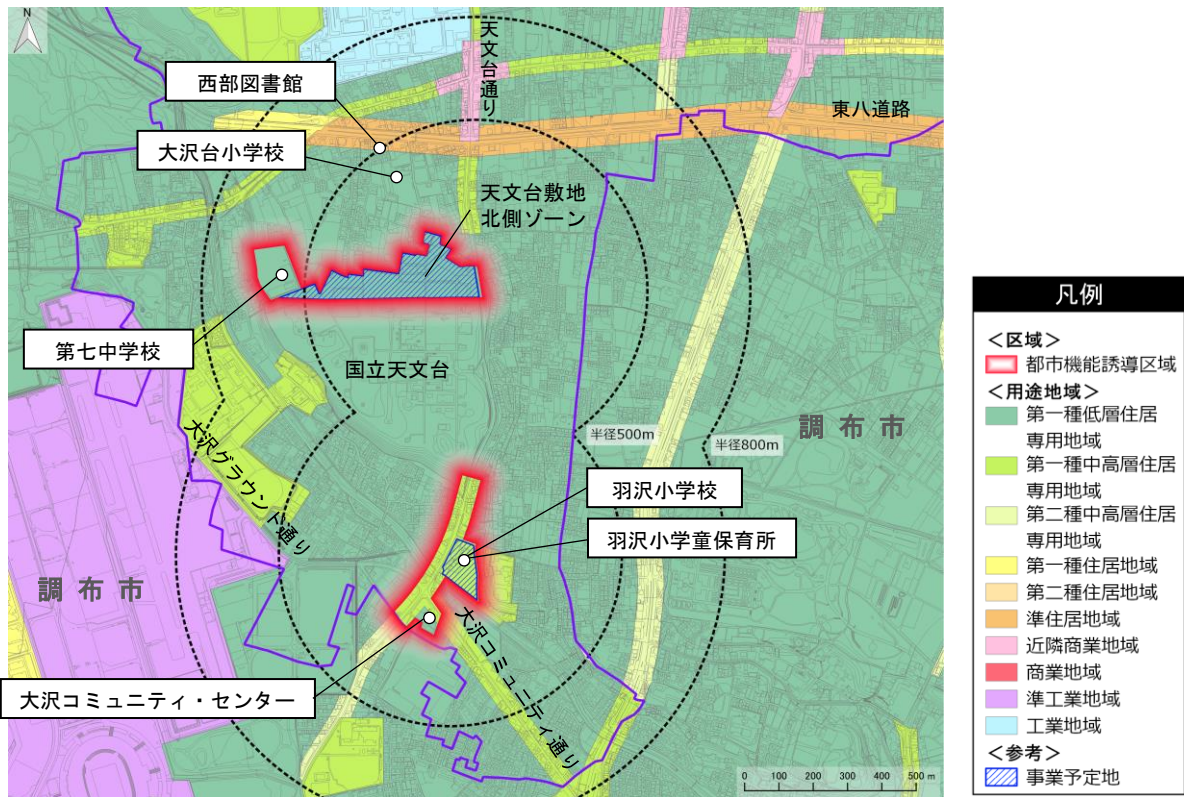 N
天文台通り
西部図書館
東八道路
大沢台小学校
天文台敷地
北側ゾーン
第七中学校
国立天文台
大沢グラウンド通り
半径500m
半径800m
調布市
羽沢小学校
羽沢小学童保育所
調布市
大沢コミュニティ通り
大沢コミュニティ・センター
0 100 200 300 400 500 m
凡例
＜区域＞
都市機能誘導区域
＜用途地域＞
第一種低層住居
専用地域
第一種中高層住居
専用地域
第二種中高層住居
専用地域
第一種住居地域
第二種住居地域
準住居地域
近隣商業地域
商業地域
準工業地域
工業地域
＜参考＞
事業予定地